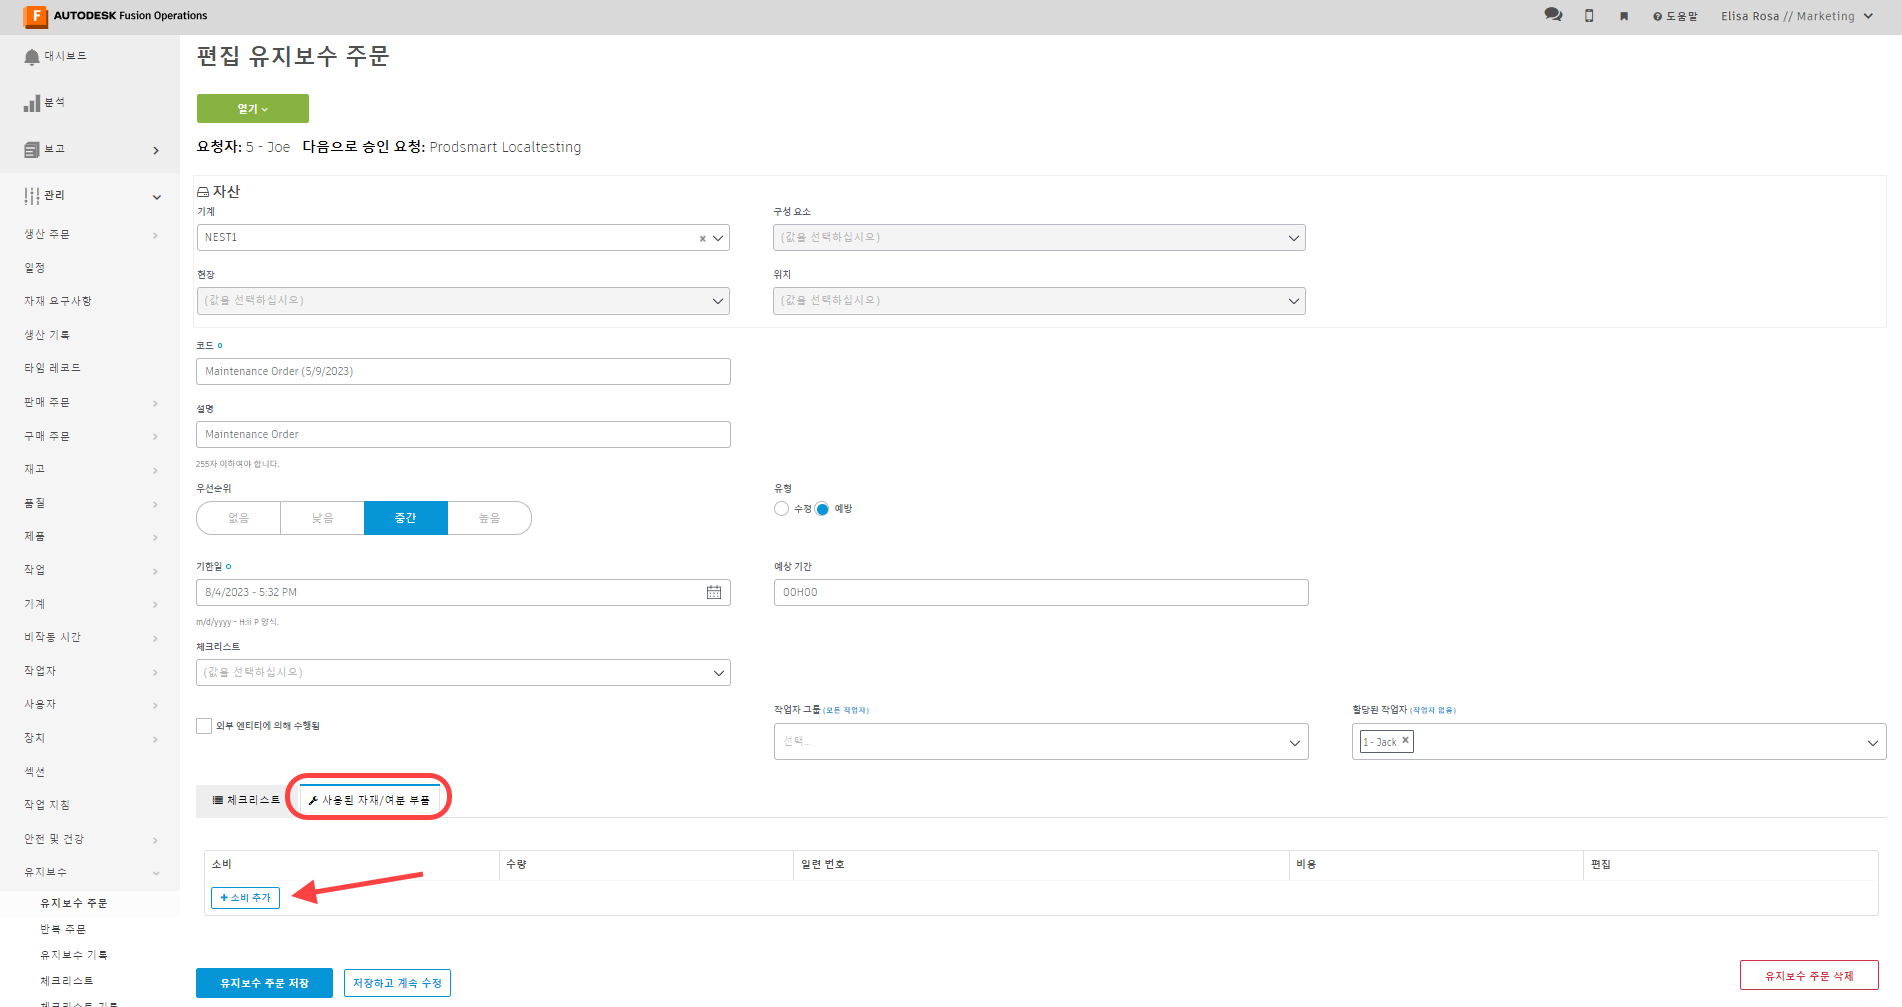 F AUTODESK Fusion Operations
도움말
Elisa Rosa // Marketing
대시보드
분석
보고
관리
생산 주문
일정
자재 요구사항
생산 기록
타임 레코드
판매 주문
구매 주문
재고
품질
제품
작업
기계
비작동 시간
작업자
사용자
장치
섹션
작업 지침
안전 및 건강
유지보수
유지보수 주문
반복 주문
유지보수 기록
체크리스트
체크리스트 기록
편집 유지보수 주문
열기
요청자: 5 - Joe 다음으로 승인 요청: Prodsmart Localtesting
자산
기계
구성 요소
NEST1
(값을 선택하십시오)
현장
위치
(값을 선택하십시오)
(값을 선택하십시오)
코드
Maintenance Order (5/9/2023)
설명
Maintenance Order
255자 이하여야 합니다.
우선순위
유형
없음 낮음 중간 높음
수정 예방
기한일
예상 기간
8/4/2023 - 5:32 PM
00H00
m/d/yyyy - H:ii P 양식.
체크리스트
(값을 선택하십시오)
외부 엔티티에 의해 수행됨
작업자 그룹 (모든 작업자)
할당된 작업자 (작업자 없음)
선택...
1 - Jack
체크리스트
사용된 자재/여분 부품
소비 수량 일련 번호 비용 편집
+ 소비 추가
유지보수 주문 저장
저장하고 계속 수정
유지보수 주문 삭제